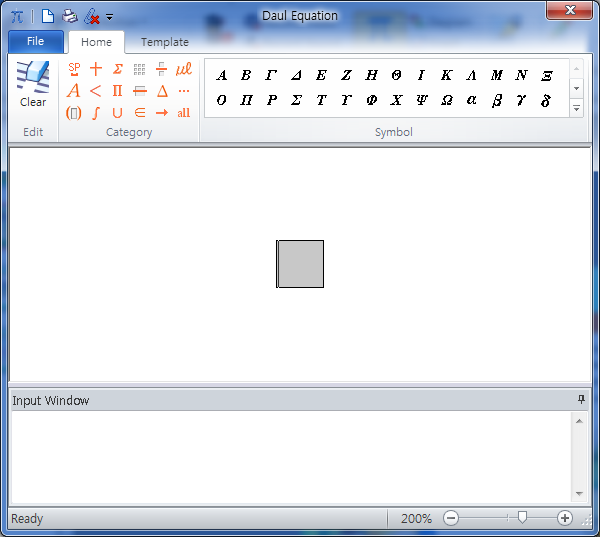 Daul Equation
File Home Template
SP + Σ μℓ
A < Π Δ ...
(▯) ∫ ∪ ∈ → all
Α Β Γ Δ Ε Ζ Η Θ Ι Κ Λ Μ Ν Ξ
Ο Π Ρ Σ Τ Υ Φ Χ Ψ Ω α β γ δ
Clear
Edit Category Symbol
Input Window
Ready 200%